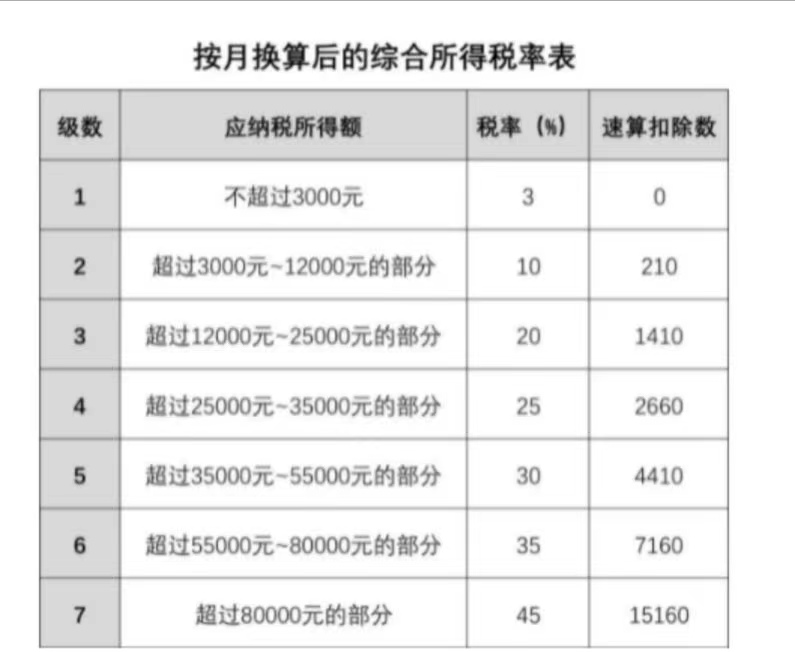 按月换算后的综合所得税率表
级数 应纳税所得额 税率（%） 速算扣除数
1 不超过3000元 3 0
2 超过3000元~12000元的部分 10 210
3 超过12000元~25000元的部分 20 1410
4 超过25000元~35000元的部分 25 2660
5 超过35000元~55000元的部分 30 4410
6 超过55000元~80000元的部分 35 7160
7 超过80000元的部分 45 15160